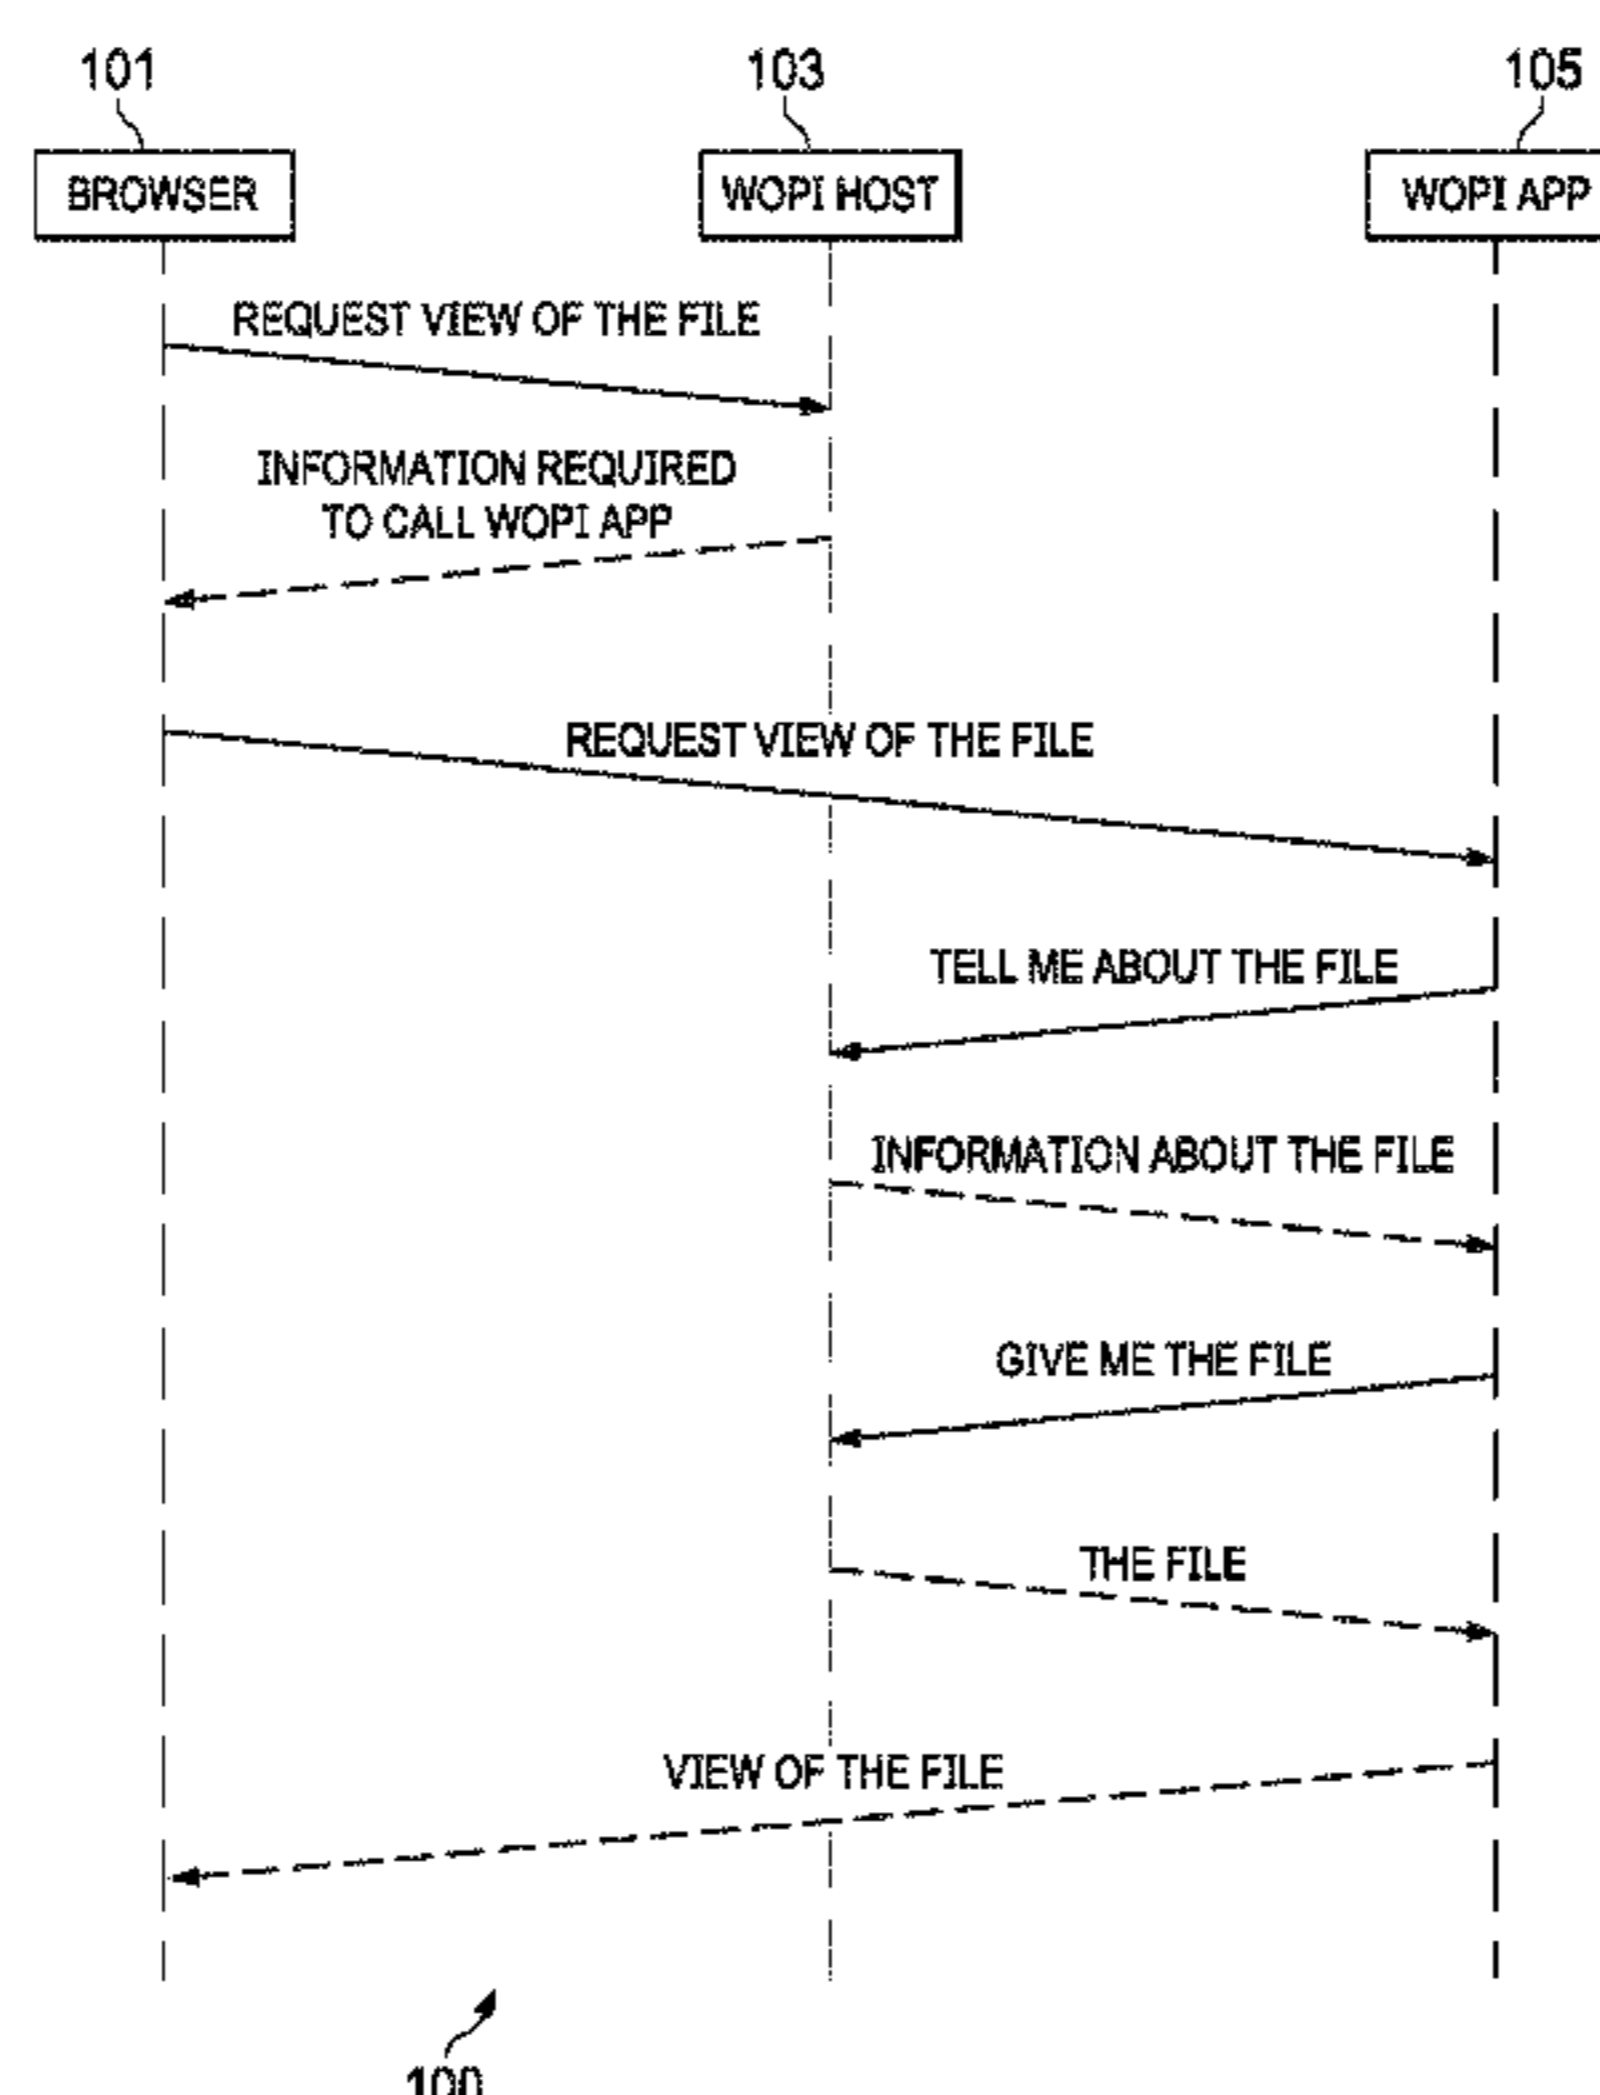 101
103
105
BROWSER
WOPI HOST
WOPI APP
REQUEST VIEW OF THE FILE
INFORMATION REQUIRED
TO CALL WOPI APP
REQUEST VIEW OF THE FILE
TELL ME ABOUT THE FILE
INFORMATION ABOUT THE FILE
GIVE ME THE FILE
THE FILE
VIEW OF THE FILE
100